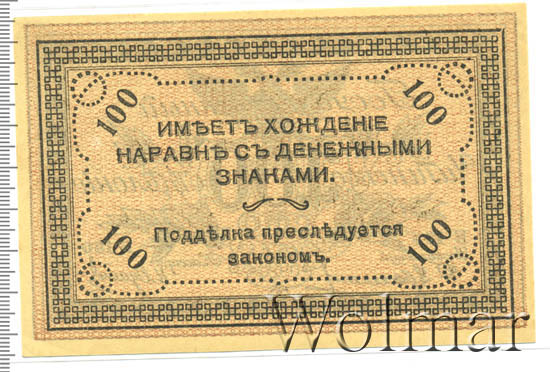 100 100
ИМѢЕТЪ ХОЖДЕНІЕ
НАРАВНѢ СЪ ДЕНЕЖНЫМИ
ЗНАКАМИ.
Поддѣлка преслѣдуется
закономъ.
100 100
Wolmar